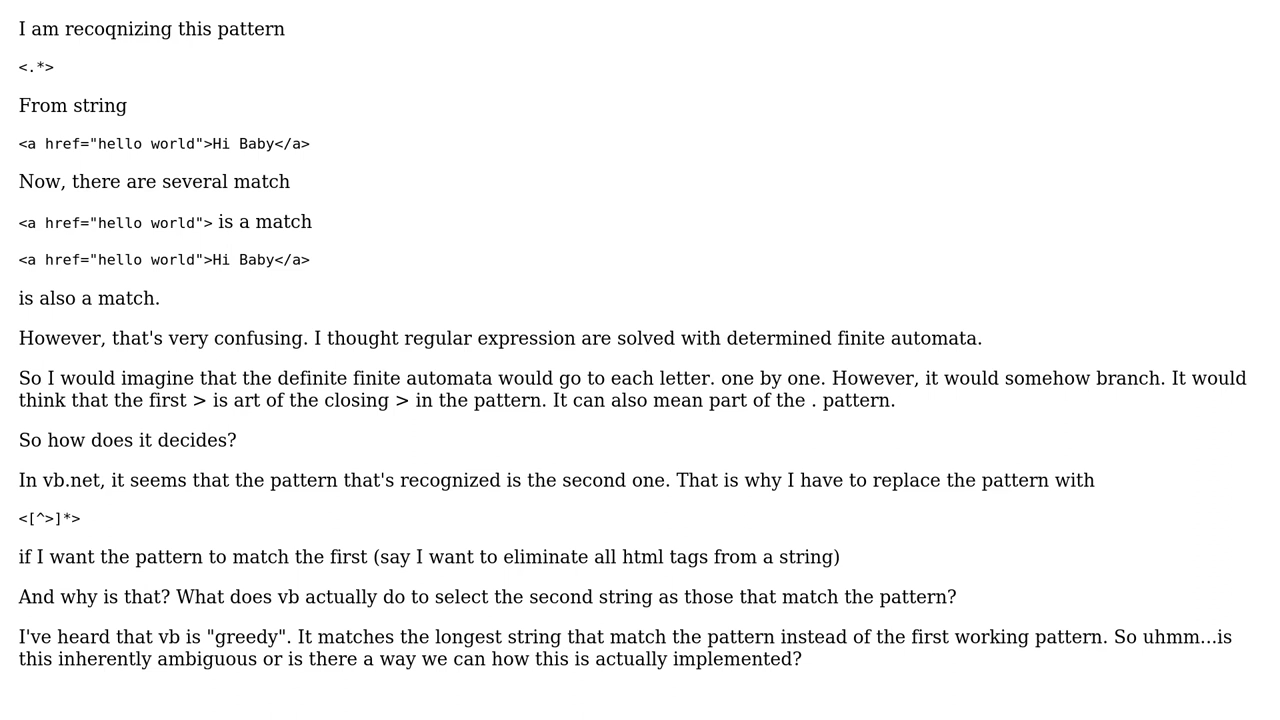 I am recoqnizing this pattern
<.*>
From string
<a href="hello world">Hi Baby</a>
Now, there are several match
<a href="hello world"> is a match
<a href="hello world">Hi Baby</a>
is also a match.
However, that's very confusing. I thought regular expression are solved with determined finite automata.
So I would imagine that the definite finite automata would go to each letter. one by one. However, it would somehow branch. It would
think that the first > is art of the closing > in the pattern. It can also mean part of the . pattern.
So how does it decides?
In vb.net, it seems that the pattern that's recognized is the second one. That is why I have to replace the pattern with
<[^>]*>
if I want the pattern to match the first (say I want to eliminate all html tags from a string)
And why is that? What does vb actually do to select the second string as those that match the pattern?
I've heard that vb is "greedy". It matches the longest string that match the pattern instead of the first working pattern. So uhmm...is
this inherently ambiguous or is there a way we can how this is actually implemented?